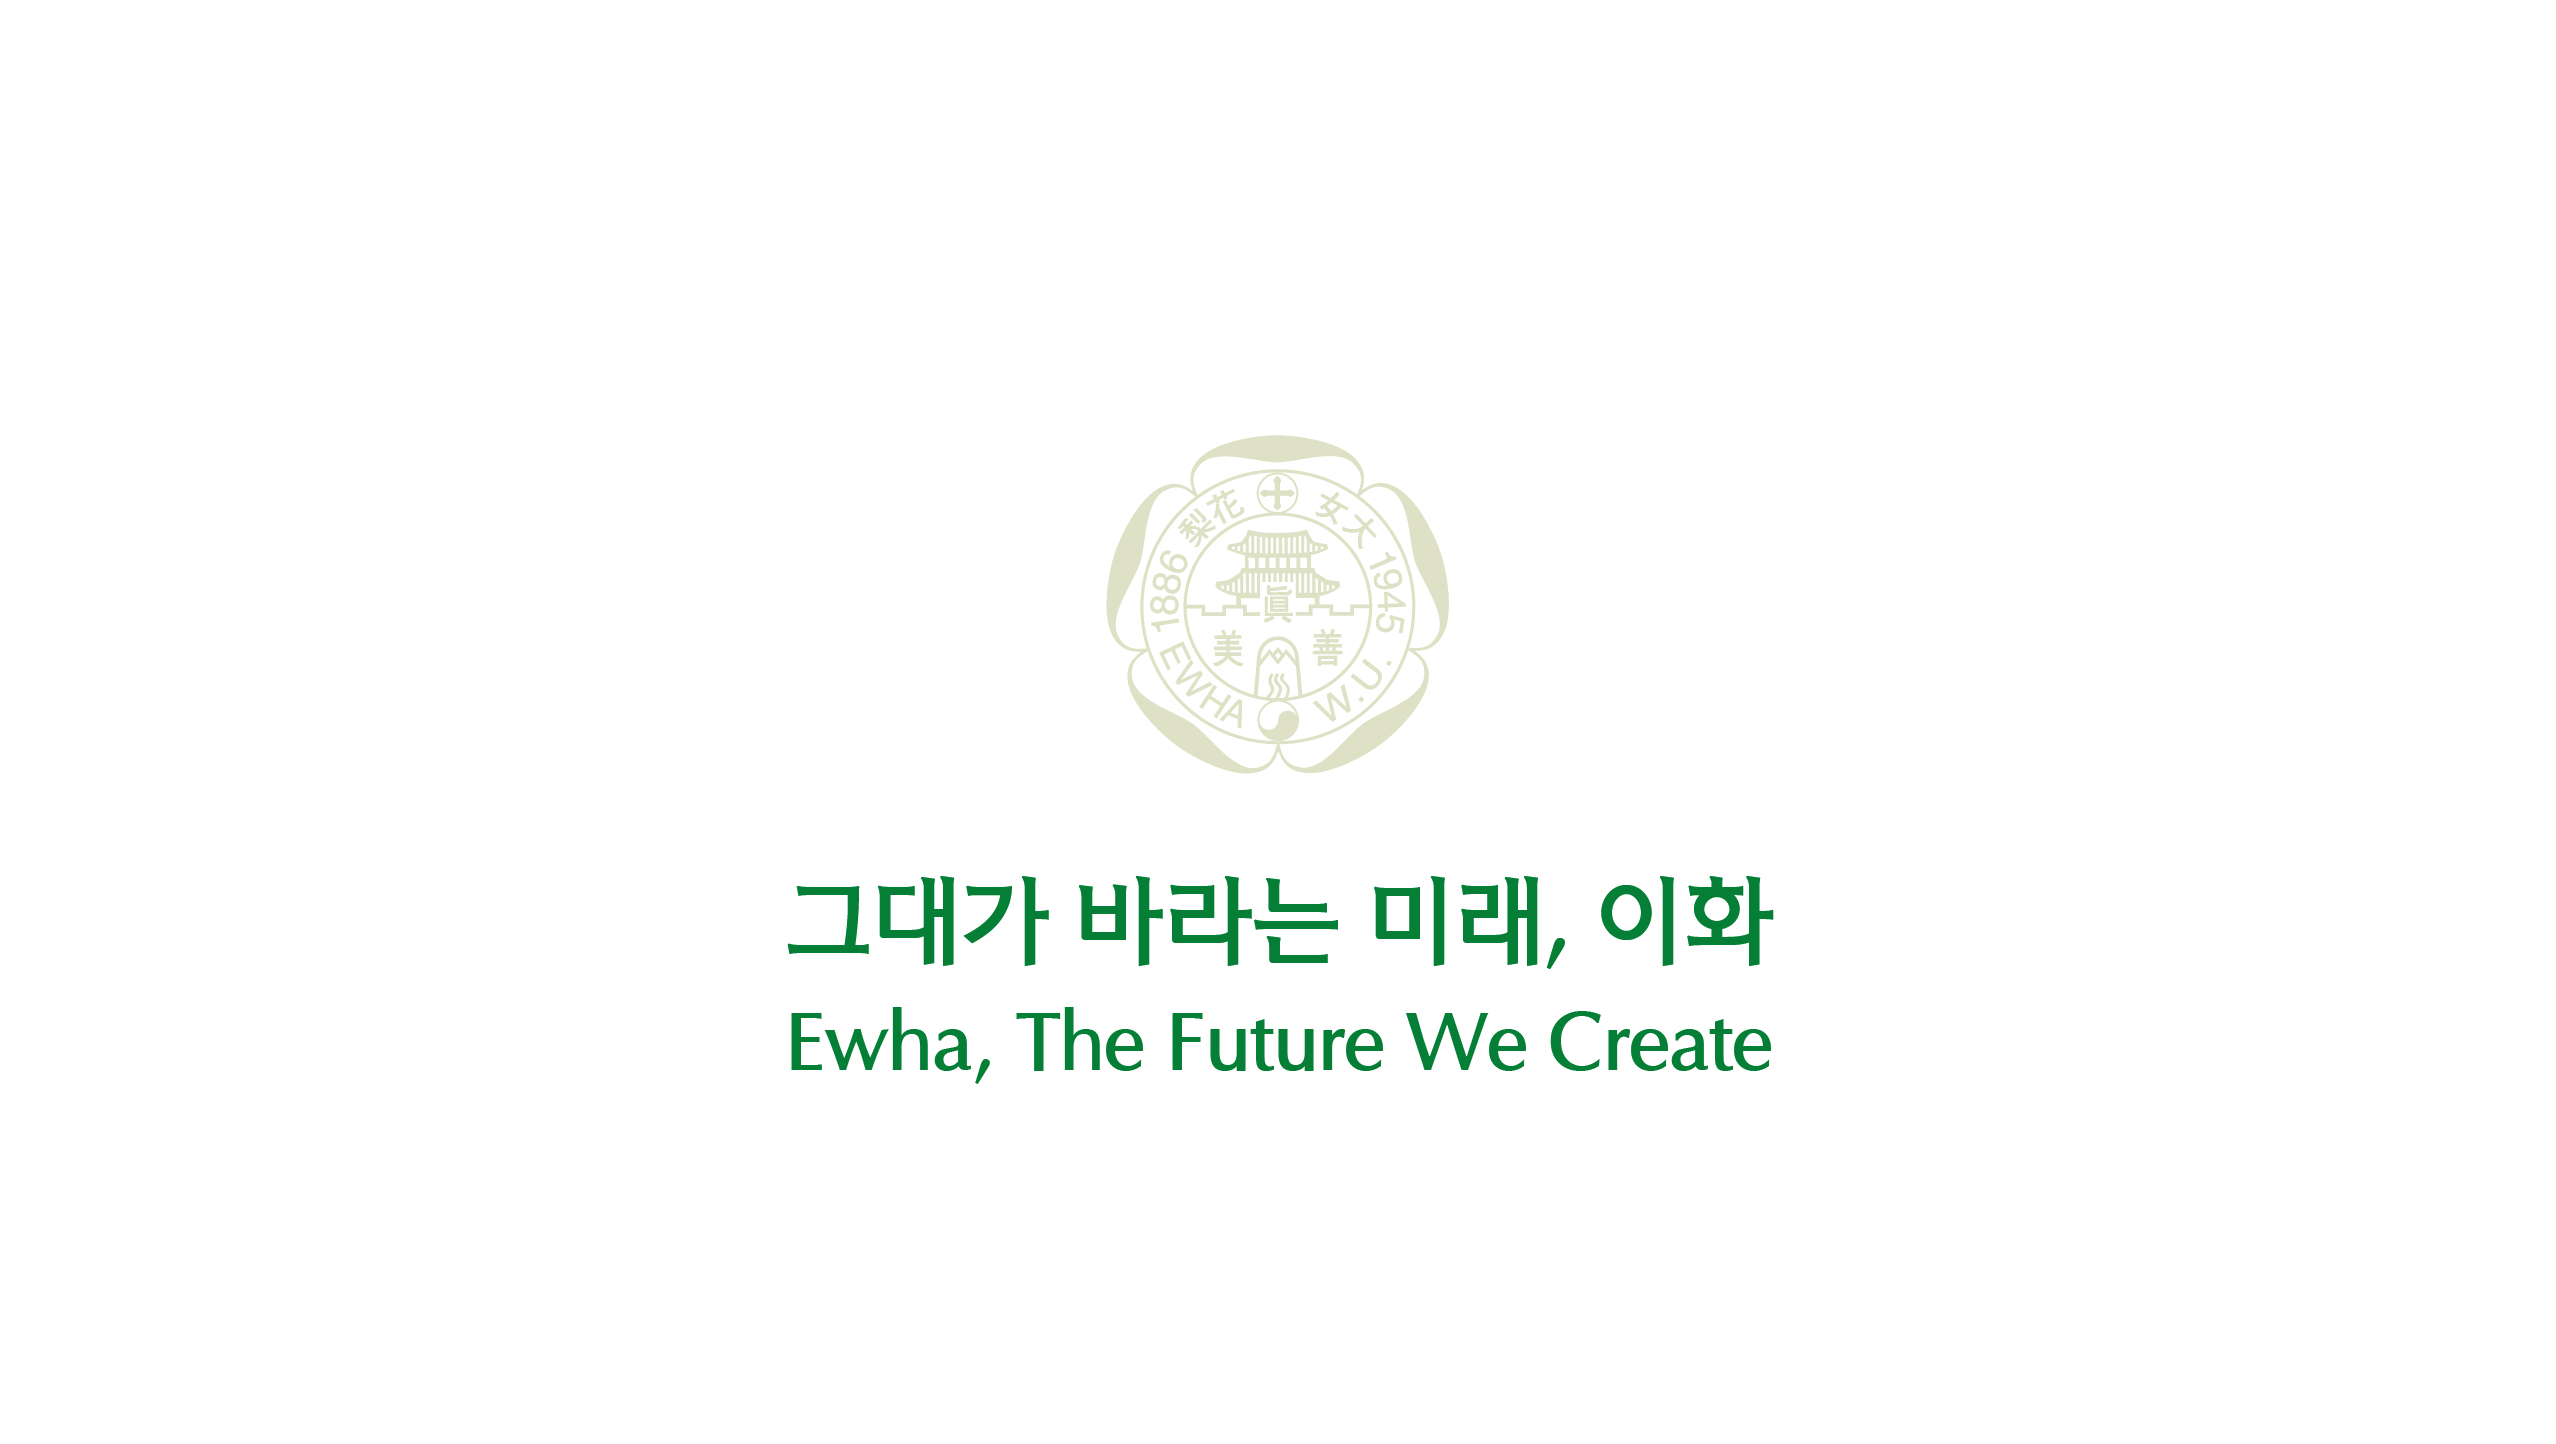 梨花 女大
1886 1945
眞
美 善
EWHA W.U.
그대가 바라는 미래, 이화
Ewha, The Future We Create